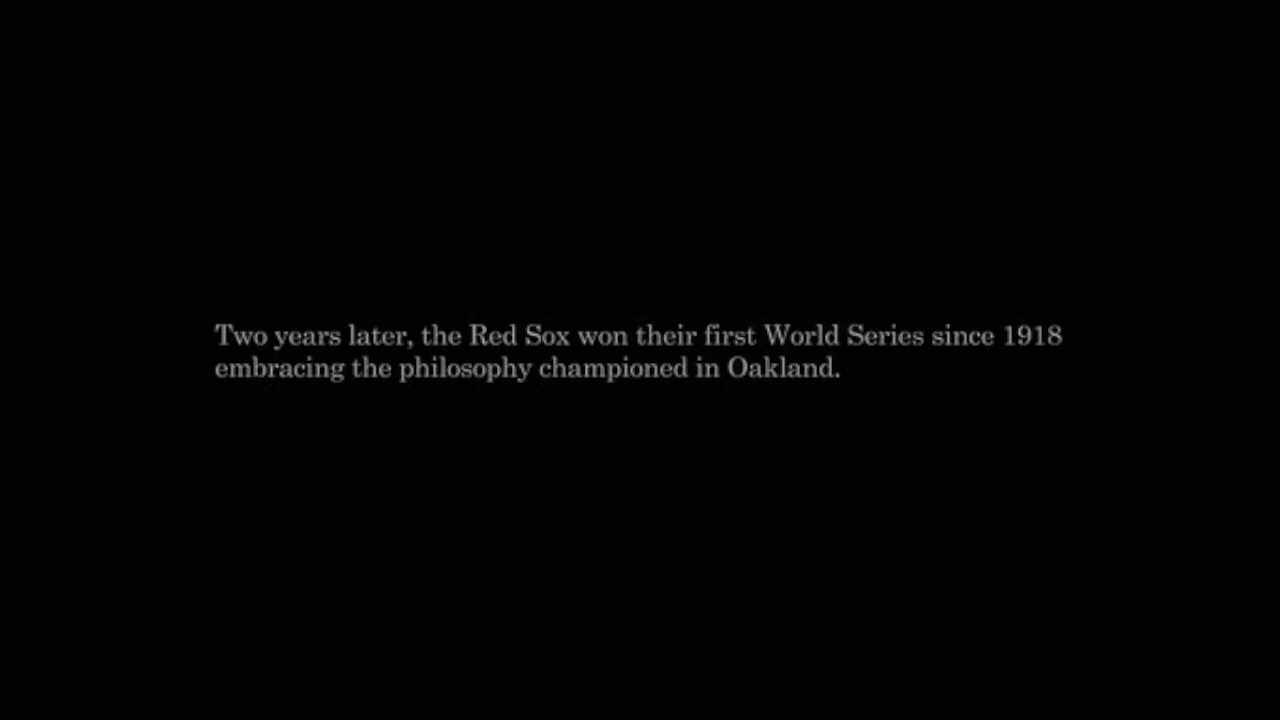 Two years later, the Red Sox won their first World Series since 1918
embracing the philosophy championed in Oakland.